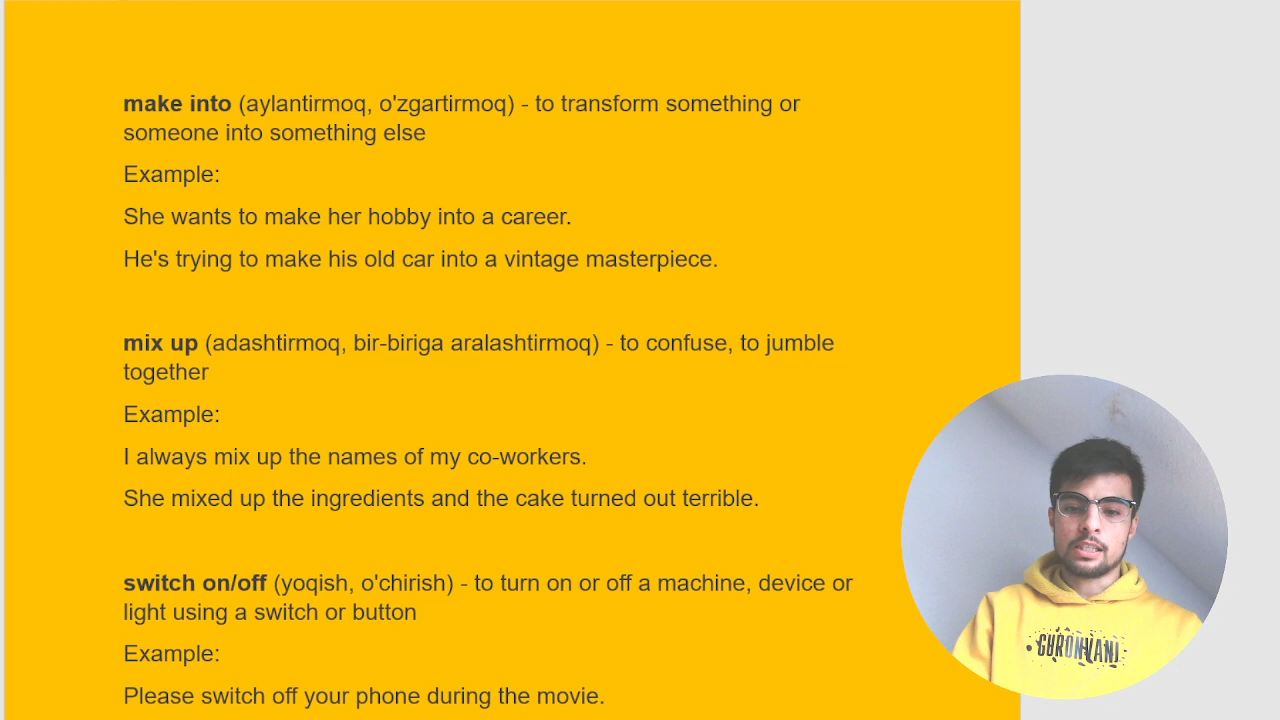 make into (aylantirmoq, o'zgartirmoq) - to transform something or
someone into something else
Example:
She wants to make her hobby into a career.
He's trying to make his old car into a vintage masterpiece.
mix up (adashtirmoq, bir-biriga aralashtirmoq) - to confuse, to jumble
together
Example:
I always mix up the names of my co-workers.
She mixed up the ingredients and the cake turned out terrible.
switch on/off (yoqish, o'chirish) - to turn on or off a machine, device or
light using a switch or button
Example:
Please switch off your phone during the movie.